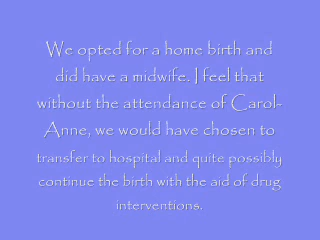 We opted for a home birth and
did have a midwife. I feel that
without the attendance of Carol-
Anne, we would have chosen to
transfer to hospital and quite possibly
continue the birth with the aid of drug
interventions.